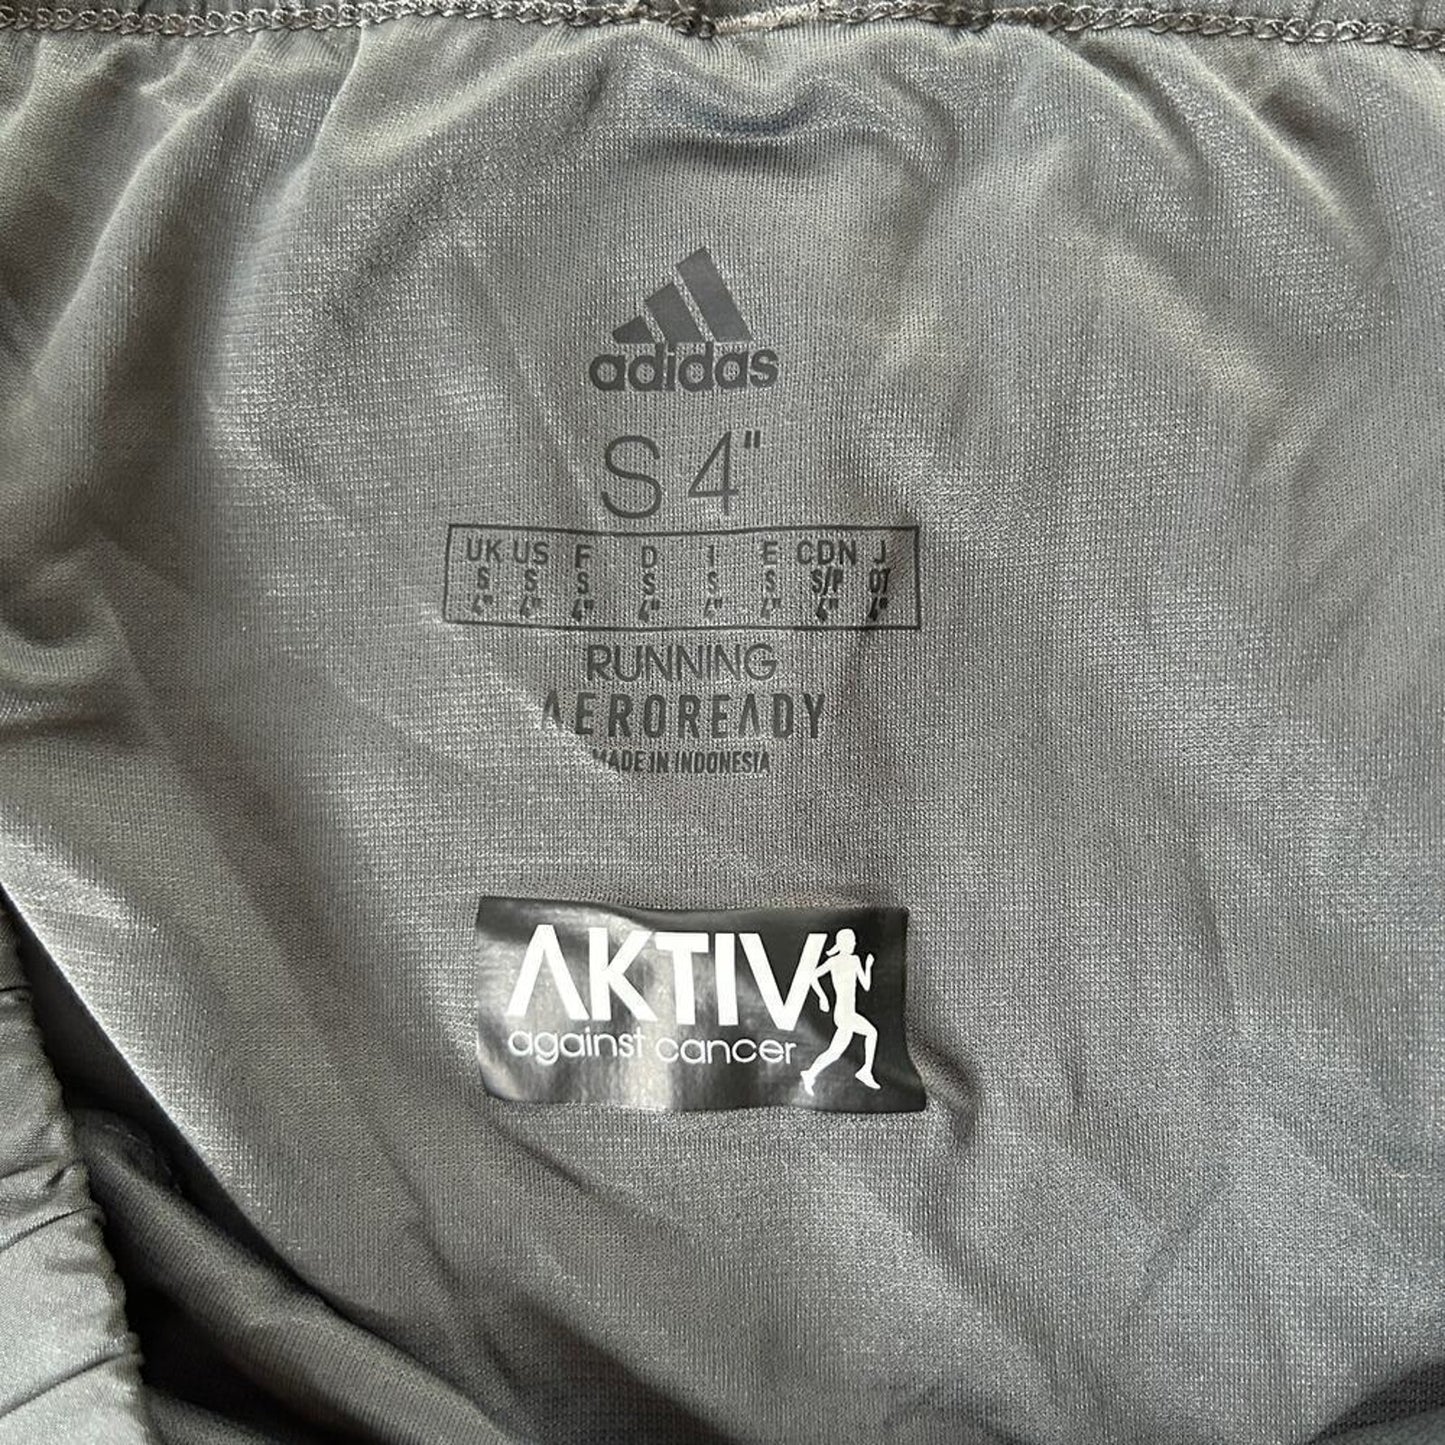 adidas
S 4"
UK US F D I E CDN J
S S S S S S S/P OT
4" 4" 4" 4" 4" 4" 4" 4"
RUNNING
AEROREADY
MADE IN INDONESIA
AKTIV
against cancer